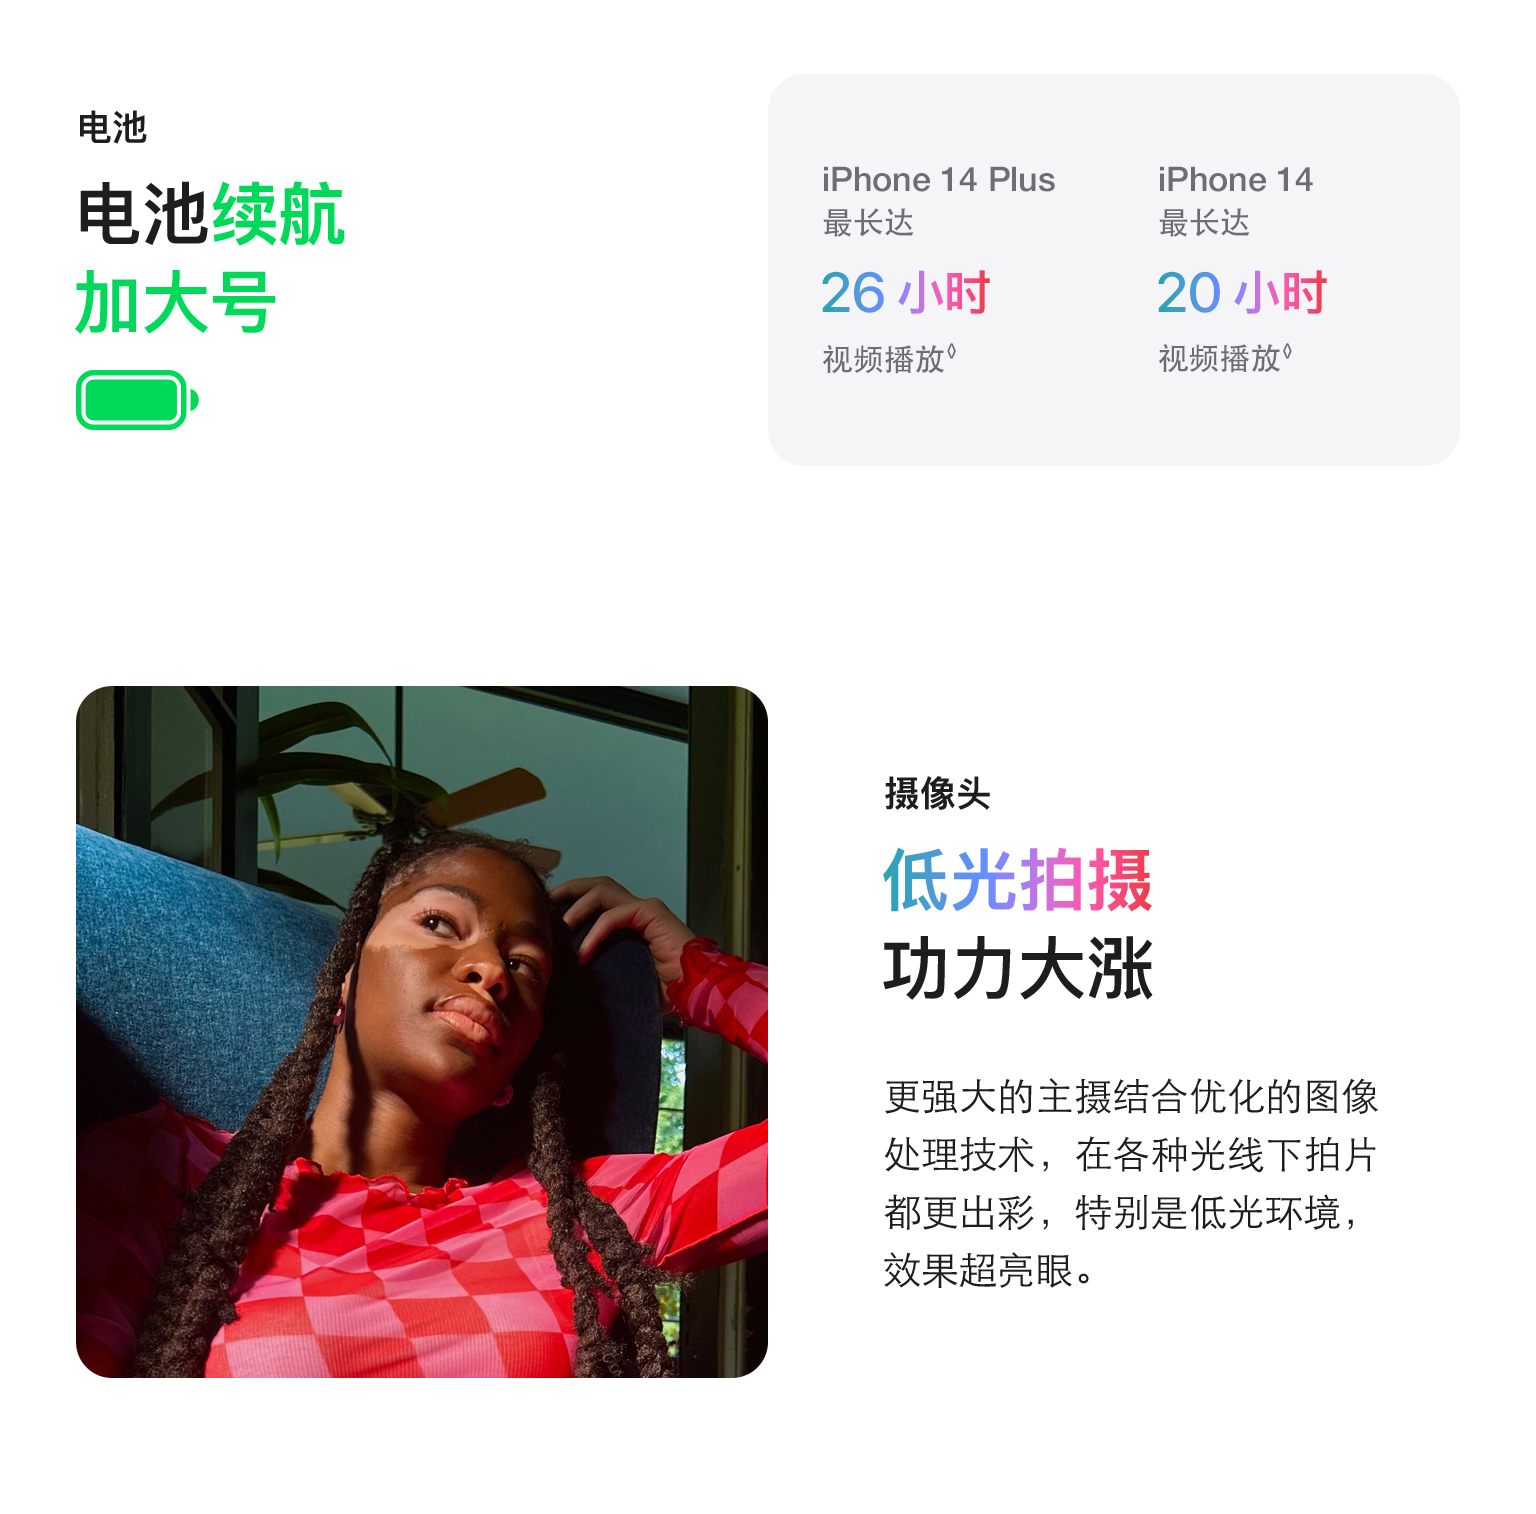 电池
电池续航
加大号
iPhone 14 Plus
最长达
26 小时
视频播放◊
iPhone 14
最长达
20 小时
视频播放◊
摄像头
低光拍摄
功力大涨
更强大的主摄结合优化的图像
处理技术，在各种光线下拍片
都更出彩，特别是低光环境，
效果超亮眼。